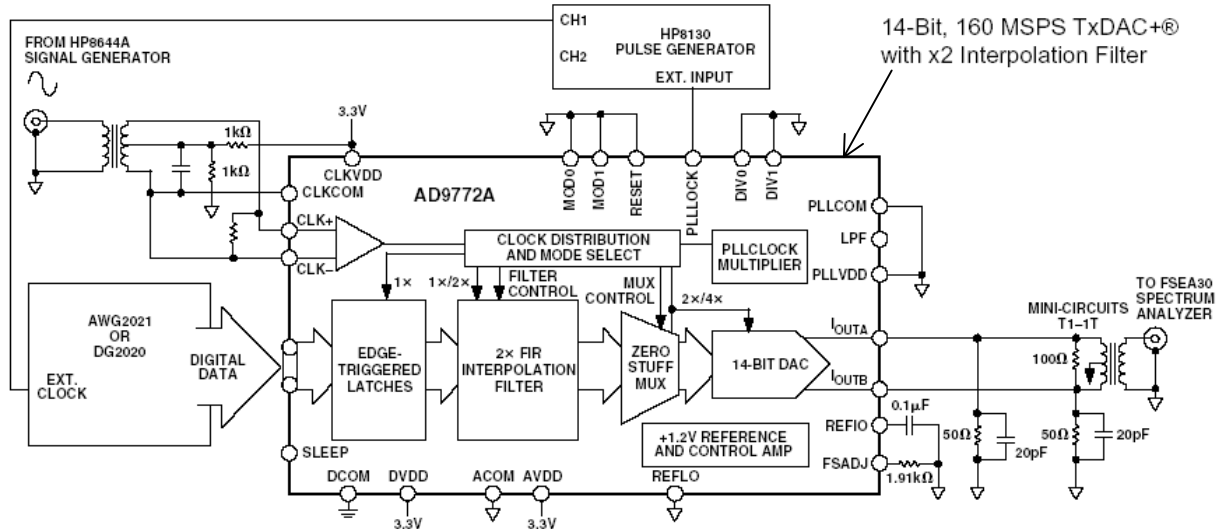 CH1
CH2
HP8130
PULSE GENERATOR
EXT. INPUT
14-Bit, 160 MSPS TxDAC+®
with x2 Interpolation Filter
FROM HP8644A
SIGNAL GENERATOR
3.3V
1kΩ
1kΩ
CLKVDD
CLKCOM
AD9772A
MOD0
MOD1
RESET
PLLLOCK
DIV0
DIV1
CLK+
CLK–
CLOCK DISTRIBUTION
AND MODE SELECT
PLLCLOCK
MULTIPLIER
PLLCOM
LPF
PLLVDD
1×
1×/2×
FILTER
CONTROL
MUX
CONTROL
2×/4×
AWG2021
OR
DG2020
EXT.
CLOCK
DIGITAL
DATA
EDGE-
TRIGGERED
LATCHES
2× FIR
INTERPOLATION
FILTER
ZERO
STUFF
MUX
14-BIT DAC
IOUTA
IOUTB
MINI-CIRCUITS
T1–1T
TO FSEA30
SPECTRUM
ANALYZER
100Ω
0.1µF
REFIO
FSADJ
1.91kΩ
50Ω
20pF
50Ω
20pF
+1.2V REFERENCE
AND CONTROL AMP
SLEEP
DCOM
DVDD
ACOM
AVDD
REFLO
3.3V
3.3V